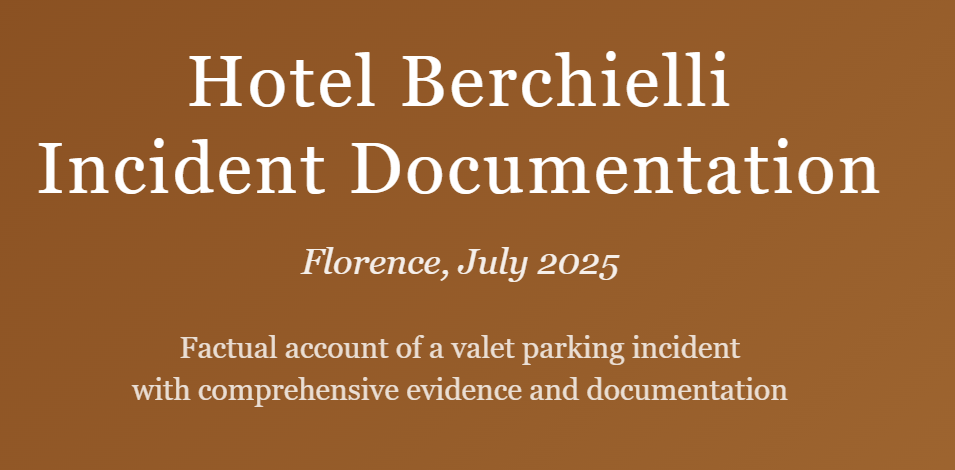 Hotel Berchielli
Incident Documentation
Florence, July 2025
Factual account of a valet parking incident
with comprehensive evidence and documentation